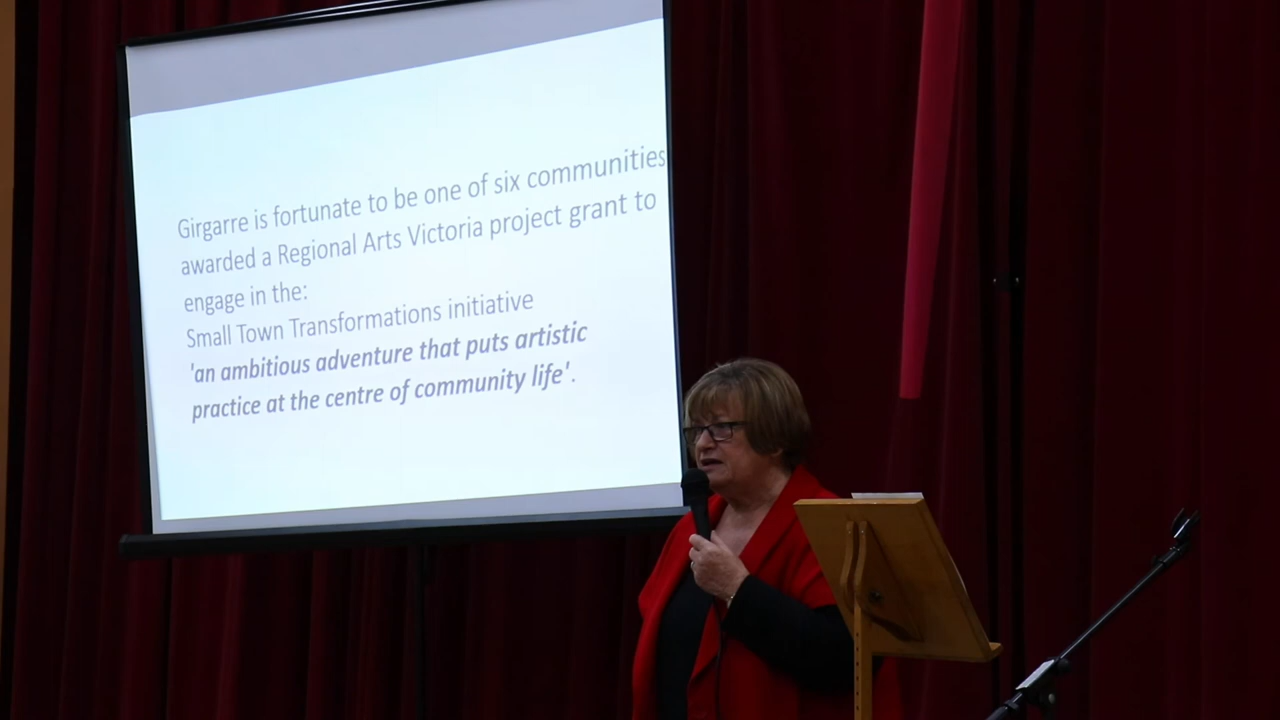 Girgarre is fortunate to be one of six communities
awarded a Regional Arts Victoria project grant to
engage in the:
Small Town Transformations initiative
'an ambitious adventure that puts artistic
practice at the centre of community life'.